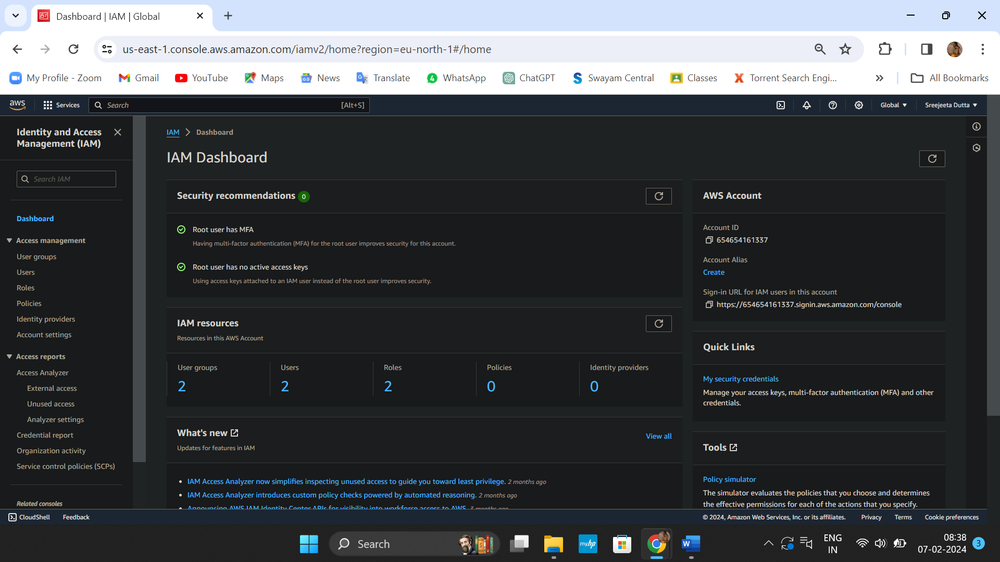 Dashboard | IAM | Global
us-east-1.console.aws.amazon.com/iamv2/home?region=eu-north-1#/home
My Profile - Zoom Gmail YouTube Maps News Translate WhatsApp ChatGPT Swayam Central Classes Torrent Search Engi... All Bookmarks
aws Services Search [Alt+S] Global Sreejeeta Dutta
Identity and Access
Management (IAM)
Search IAM
Dashboard
Access management
User groups
Users
Roles
Policies
Identity providers
Account settings
Access reports
Access Analyzer
External access
Unused access
Analyzer settings
Credential report
Organization activity
Service control policies (SCPs)
Related consoles
IAM > Dashboard
IAM Dashboard
Security recommendations 0
Root user has MFA
Having multi-factor authentication (MFA) for the root user improves security for this account.
Root user has no active access keys
Using access keys attached to an IAM user instead of the root user improves security.
IAM resources
Resources in this AWS Account
User groups Users Roles Policies Identity providers
2 2 2 0 0
What's new
View all
Updates for features in IAM
IAM Access Analyzer now simplifies inspecting unused access to guide you toward least privilege. 2 months ago
IAM Access Analyzer introduces custom policy checks powered by automated reasoning. 2 months ago
Announcing AWS IAM Identity Center APIs for visibility into workforce access to AWS. 3 months ago
AWS Account
Account ID
654654161337
Account Alias
Create
Sign-in URL for IAM users in this account
https://654654161337.signin.aws.amazon.com/console
Quick Links
My security credentials
Manage your access keys, multi-factor authentication (MFA) and other
credentials.
Tools
Policy simulator
The simulator evaluates the policies that you choose and determines
the effective permissions for each of the actions that you specify.
CloudShell Feedback © 2024, Amazon Web Services, Inc. or its affiliates. Privacy Terms Cookie preferences
Search
myhp
W
ENG
IN
08:38
07-02-2024
3